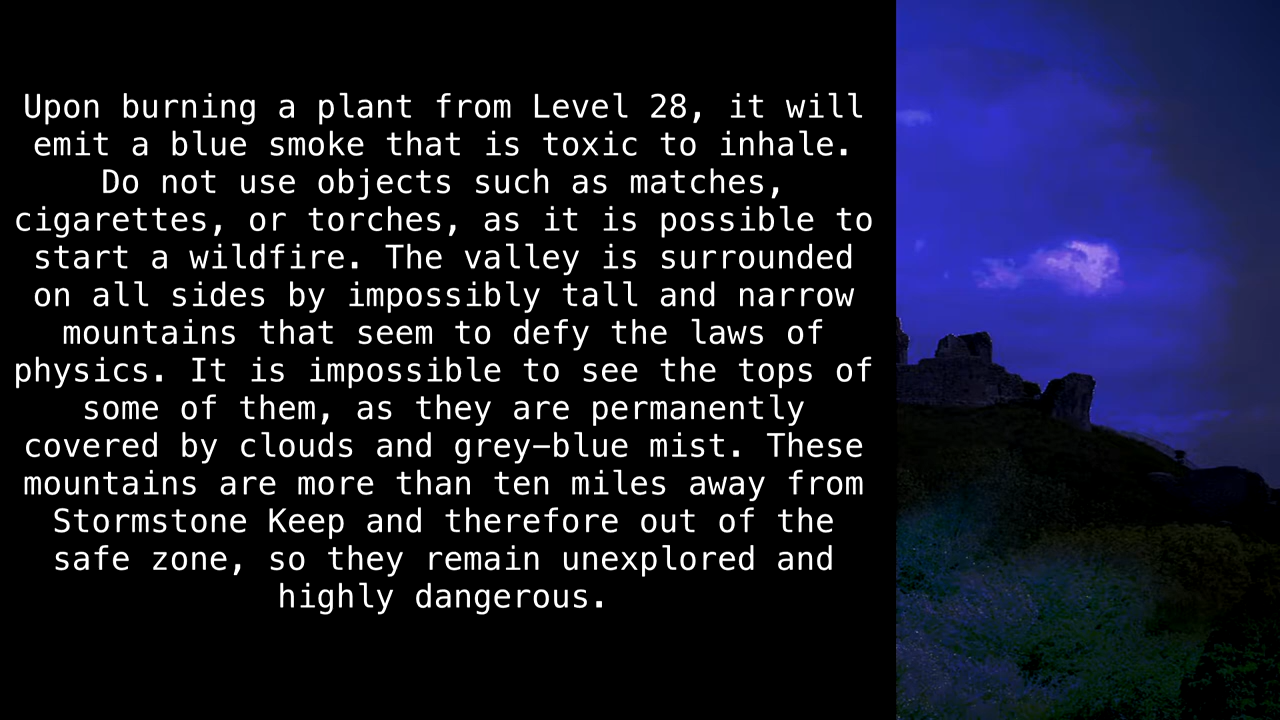 Upon burning a plant from Level 28, it will
emit a blue smoke that is toxic to inhale.
Do not use objects such as matches,
cigarettes, or torches, as it is possible to
start a wildfire. The valley is surrounded
on all sides by impossibly tall and narrow
mountains that seem to defy the laws of
physics. It is impossible to see the tops of
some of them, as they are permanently
covered by clouds and grey–blue mist. These
mountains are more than ten miles away from
Stormstone Keep and therefore out of the
safe zone, so they remain unexplored and
highly dangerous.